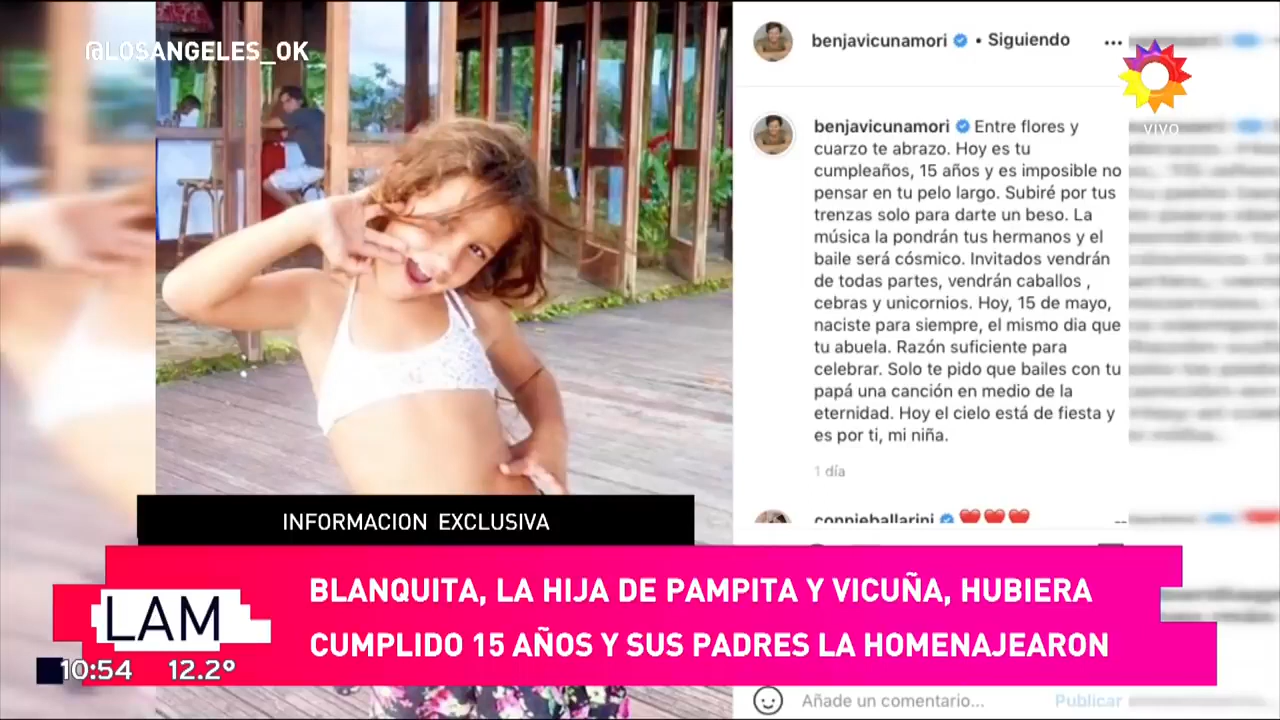 @LOSANGELES_OK
benjavicunamori • Siguiendo
...
VIVO
benjavicunamori Entre flores y
cuarzo te abrazo. Hoy es tu
cumpleaños, 15 años y es imposible no
pensar en tu pelo largo. Subiré por tus
trenzas solo para darte un beso. La
música la pondrán tus hermanos y el
baile será cósmico. Invitados vendrán
de todas partes, vendrán caballos ,
cebras y unicornios. Hoy, 15 de mayo,
naciste para siempre, el mismo dia que
tu abuela. Razón suficiente para
celebrar. Solo te pido que bailes con tu
papá una canción en medio de la
eternidad. Hoy el cielo está de fiesta y
es por ti, mi niña.
1 día
connieballarini ❤️❤️❤️
INFORMACION EXCLUSIVA
BLANQUITA, LA HIJA DE PAMPITA Y VICUÑA, HUBIERA
CUMPLIDO 15 AÑOS Y SUS PADRES LA HOMENAJEARON
LAM
10:54 12.2°
Añade un comentario... Publicar